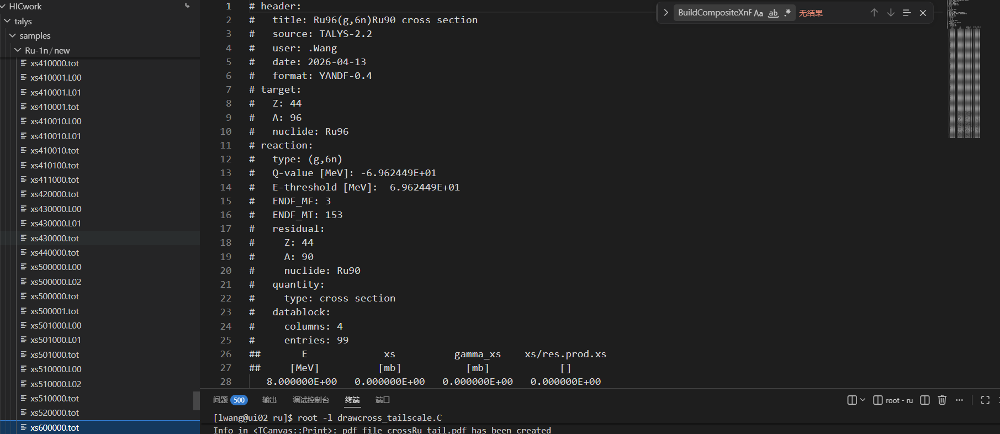 HICwork
talys
samples
Ru-1n / new
xs410000.tot
xs410001.L00
xs410001.L01
xs410001.tot
xs410010.L00
xs410010.L01
xs410010.tot
xs410100.tot
xs411000.tot
xs420000.tot
xs430000.L00
xs430000.L01
xs430000.tot
xs440000.tot
xs500000.L00
xs500000.L02
xs500000.tot
xs500001.tot
xs501000.L00
xs501000.L01
xs501000.tot
xs510000.L00
xs510000.L02
xs510000.tot
xs520000.tot
xs600000.tot
BuildCompositeXnF Aa ab .* 无结果
1 # header:
2 #   title: Ru96(g,6n)Ru90 cross section
3 #   source: TALYS-2.2
4 #   user: .Wang
5 #   date: 2026-04-13
6 #   format: YANDF-0.4
7 # target:
8 #   Z: 44
9 #   A: 96
10 #   nuclide: Ru96
11 # reaction:
12 #   type: (g,6n)
13 #   Q-value [MeV]: -6.962449E+01
14 #   E-threshold [MeV]:  6.962449E+01
15 #   ENDF_MF: 3
16 #   ENDF_MT: 153
17 #   residual:
18 #     Z: 44
19 #     A: 90
20 #     nuclide: Ru90
21 #   quantity:
22 #     type: cross section
23 #   datablock:
24 #     columns: 4
25 #     entries: 99
26 ##       E             xs          gamma_xs    xs/res.prod.xs
27 ##     [MeV]          [mb]           [mb]            []
28    8.000000E+00   0.000000E+00   0.000000E+00   0.000000E+00
问题 500 输出 调试控制台 终端 端口
root - ru
[lwang@ui02 ru]$ root -l drawcross_tailscale.C
Info in <TCanvas::Print>: pdf file crossRu_tail.pdf has been created